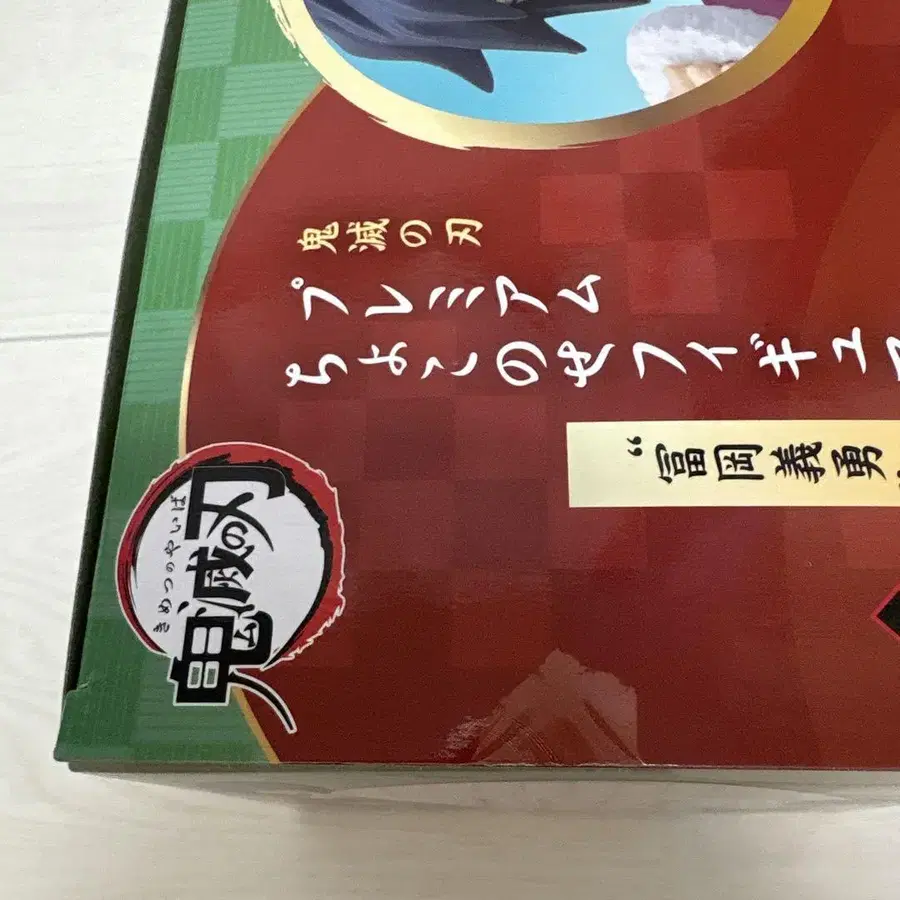 鬼滅の刃
プレミアム
ちょこのせフィギュア
“冨岡義勇”
きめつのやいば
鬼滅の刃